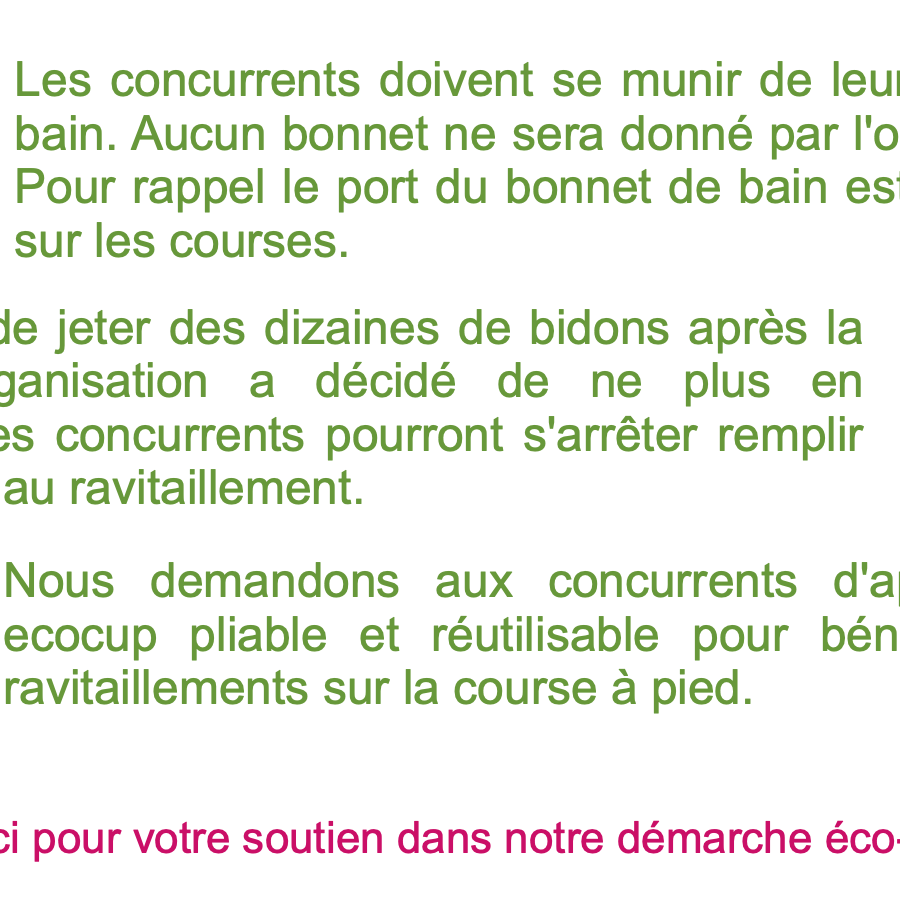 Les concurrents doivent se munir de leur
bain. Aucun bonnet ne sera donné par l'o
Pour rappel le port du bonnet de bain est
sur les courses.
de jeter des dizaines de bidons après la
ganisation a décidé de ne plus en
es concurrents pourront s'arrêter remplir
au ravitaillement.
Nous demandons aux concurrents d'ap
ecocup pliable et réutilisable pour bén
ravitaillements sur la course à pied.
ci pour votre soutien dans notre démarche éco-